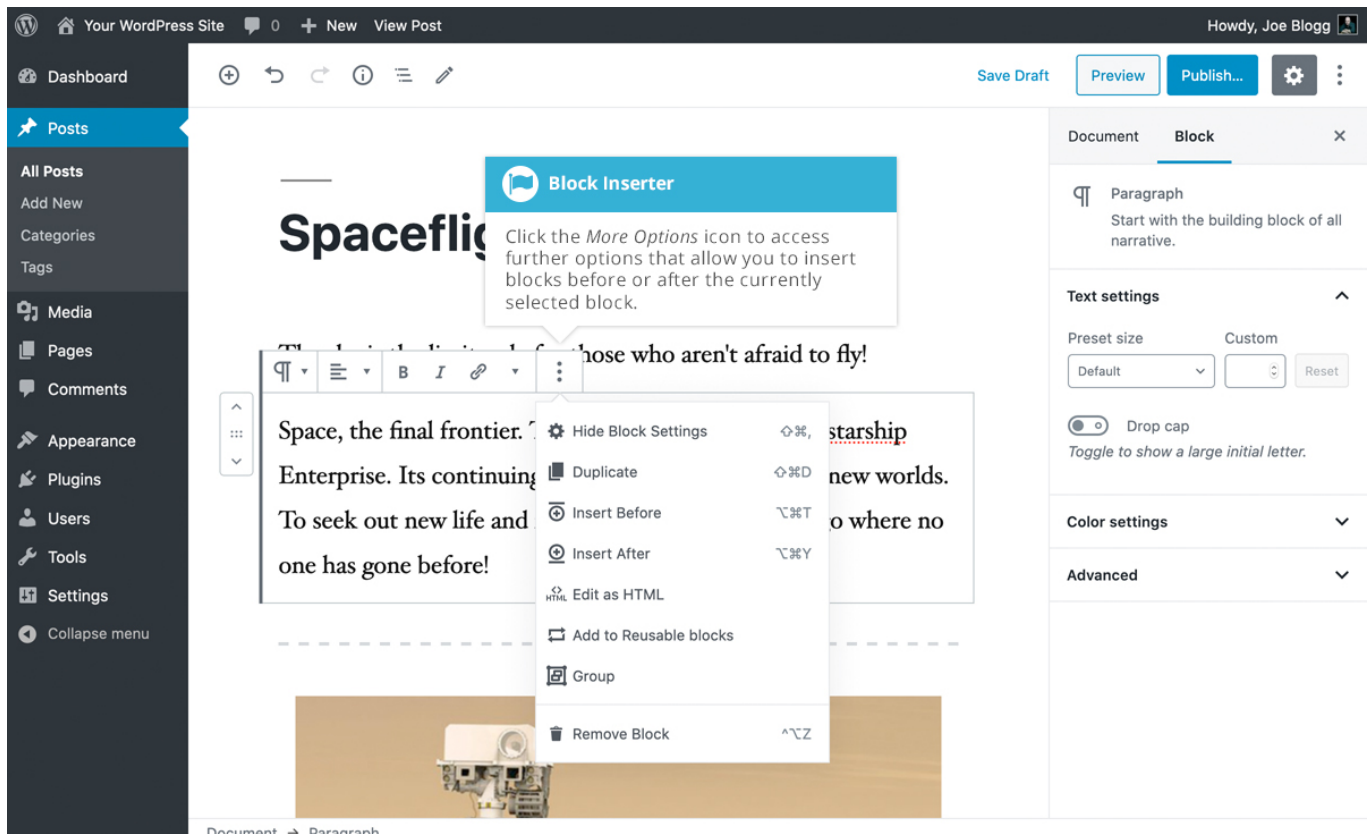 Your WordPress Site 0 New View Post Howdy, Joe Blogg
Dashboard
Posts
All Posts
Add New
Categories
Tags
Media
Pages
Comments
Appearance
Plugins
Users
Tools
Settings
Collapse menu
Save Draft Preview Publish...
Block Inserter
Click the More Options icon to access
further options that allow you to insert
blocks before or after the currently
selected block.
those who aren't afraid to fly!
B I
Space, the final frontier. starship
Enterprise. Its new worlds.
To seek out new life and where no
one has gone before!
Hide Block Settings ⇧⌘,
Duplicate ⇧⌘D
Insert Before ⌥⌘T
Insert After ⌥⌘Y
HTML Edit as HTML
Add to Reusable blocks
Group
Remove Block ^⌥Z
Document Block ×
Paragraph
Start with the building block of all
narrative.
Text settings
Preset size Custom
Default Reset
Drop cap
Toggle to show a large initial letter.
Color settings
Advanced
Document → Paragraph